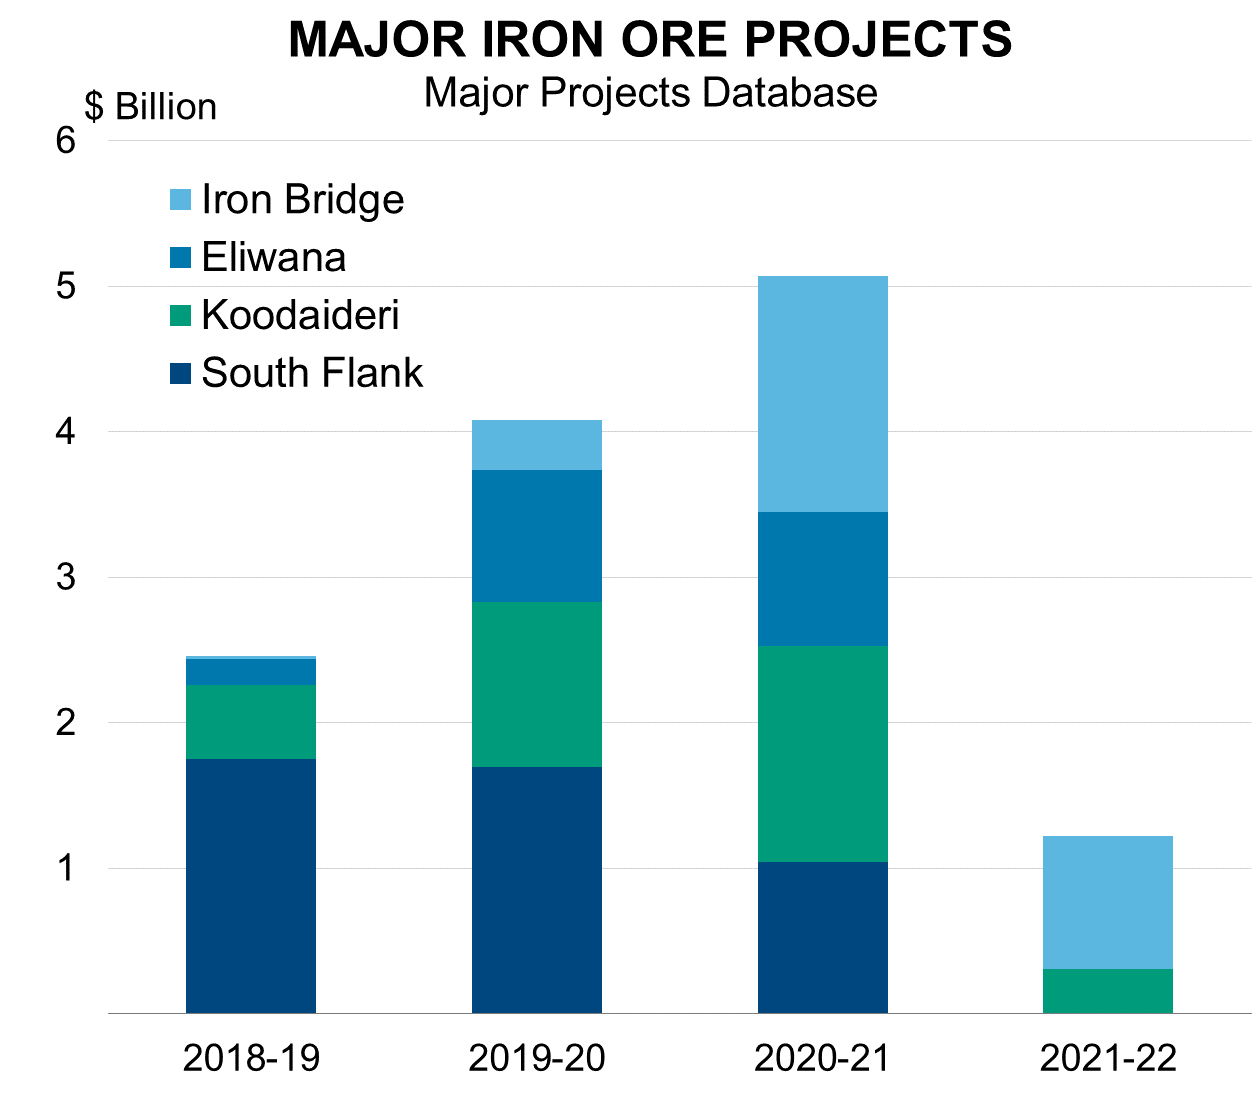 MAJOR IRON ORE PROJECTS
Major Projects Database
$ Billion
6
5
4
3
2
1
Iron Bridge
Eliwana
Koodaideri
South Flank
2018-19 2019-20 2020-21 2021-22